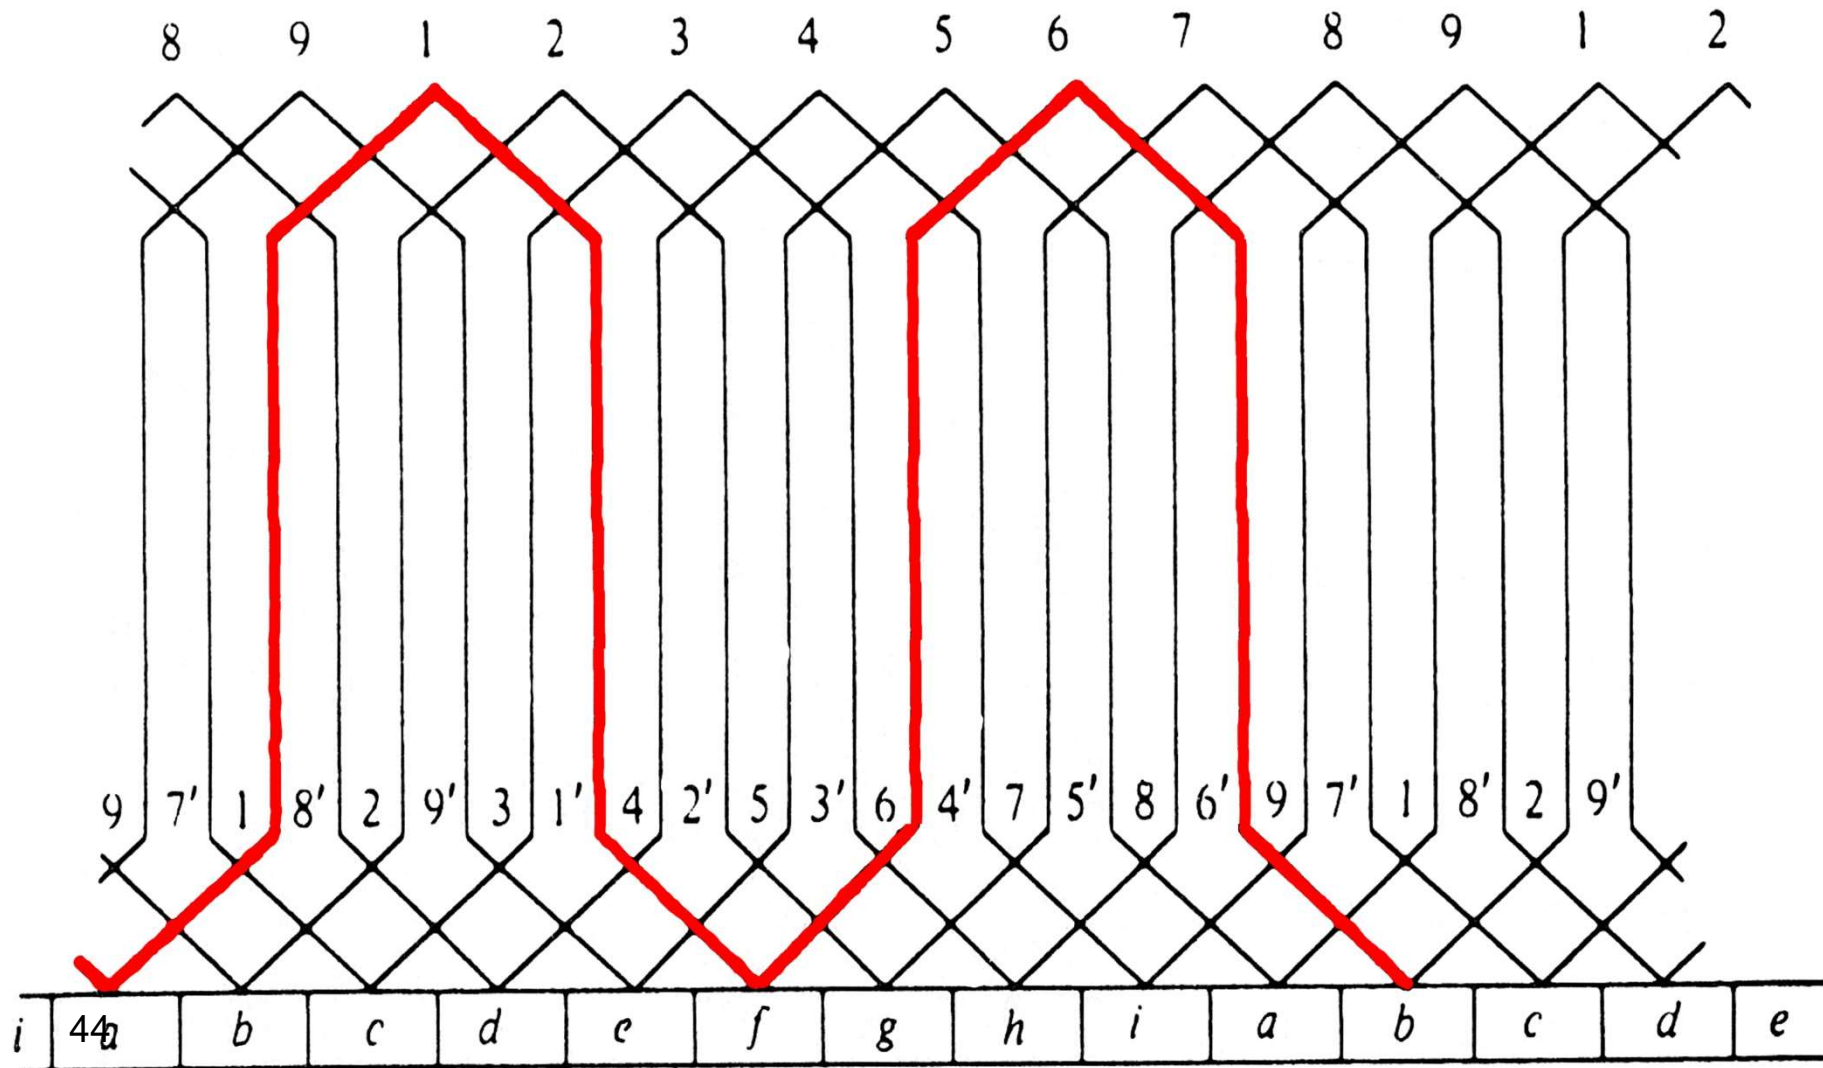 8 9 1 2 3 4 5 6 7 8 9 1 2
9 7' 1 8' 2 9' 3 1' 4 2' 5 3' 6 4' 7 5' 8 6' 9 7' 1 8' 2 9'
i a b c d e f g h i a b c d e
44